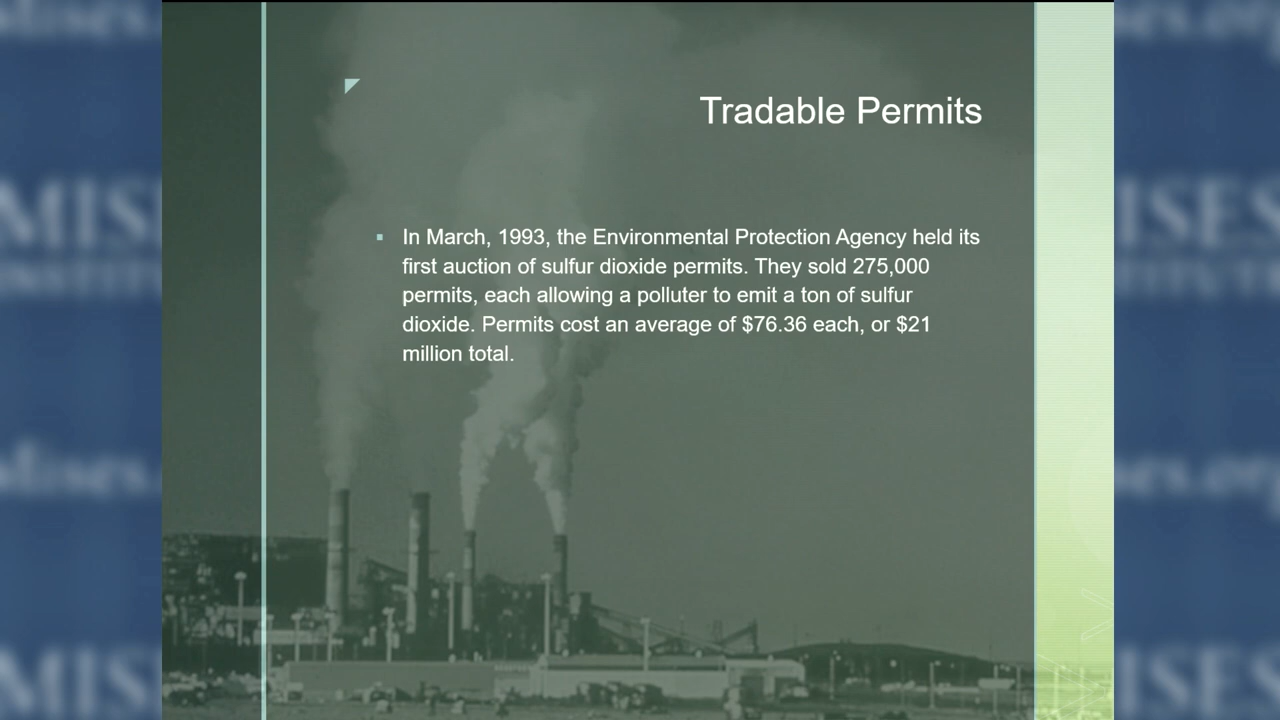 Tradable Permits
In March, 1993, the Environmental Protection Agency held its
first auction of sulfur dioxide permits. They sold 275,000
permits, each allowing a polluter to emit a ton of sulfur
dioxide. Permits cost an average of $76.36 each, or $21
million total.